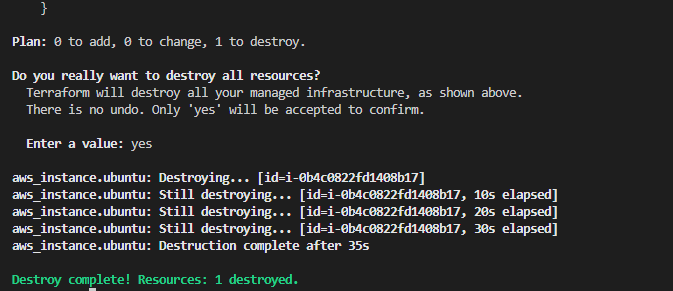 }
Plan: 0 to add, 0 to change, 1 to destroy.
Do you really want to destroy all resources?
Terraform will destroy all your managed infrastructure, as shown above.
There is no undo. Only 'yes' will be accepted to confirm.
Enter a value: yes
aws_instance.ubuntu: Destroying... [id=i-0b4c0822fd1408b17]
aws_instance.ubuntu: Still destroying... [id=i-0b4c0822fd1408b17, 10s elapsed]
aws_instance.ubuntu: Still destroying... [id=i-0b4c0822fd1408b17, 20s elapsed]
aws_instance.ubuntu: Still destroying... [id=i-0b4c0822fd1408b17, 30s elapsed]
aws_instance.ubuntu: Destruction complete after 35s
Destroy complete! Resources: 1 destroyed.